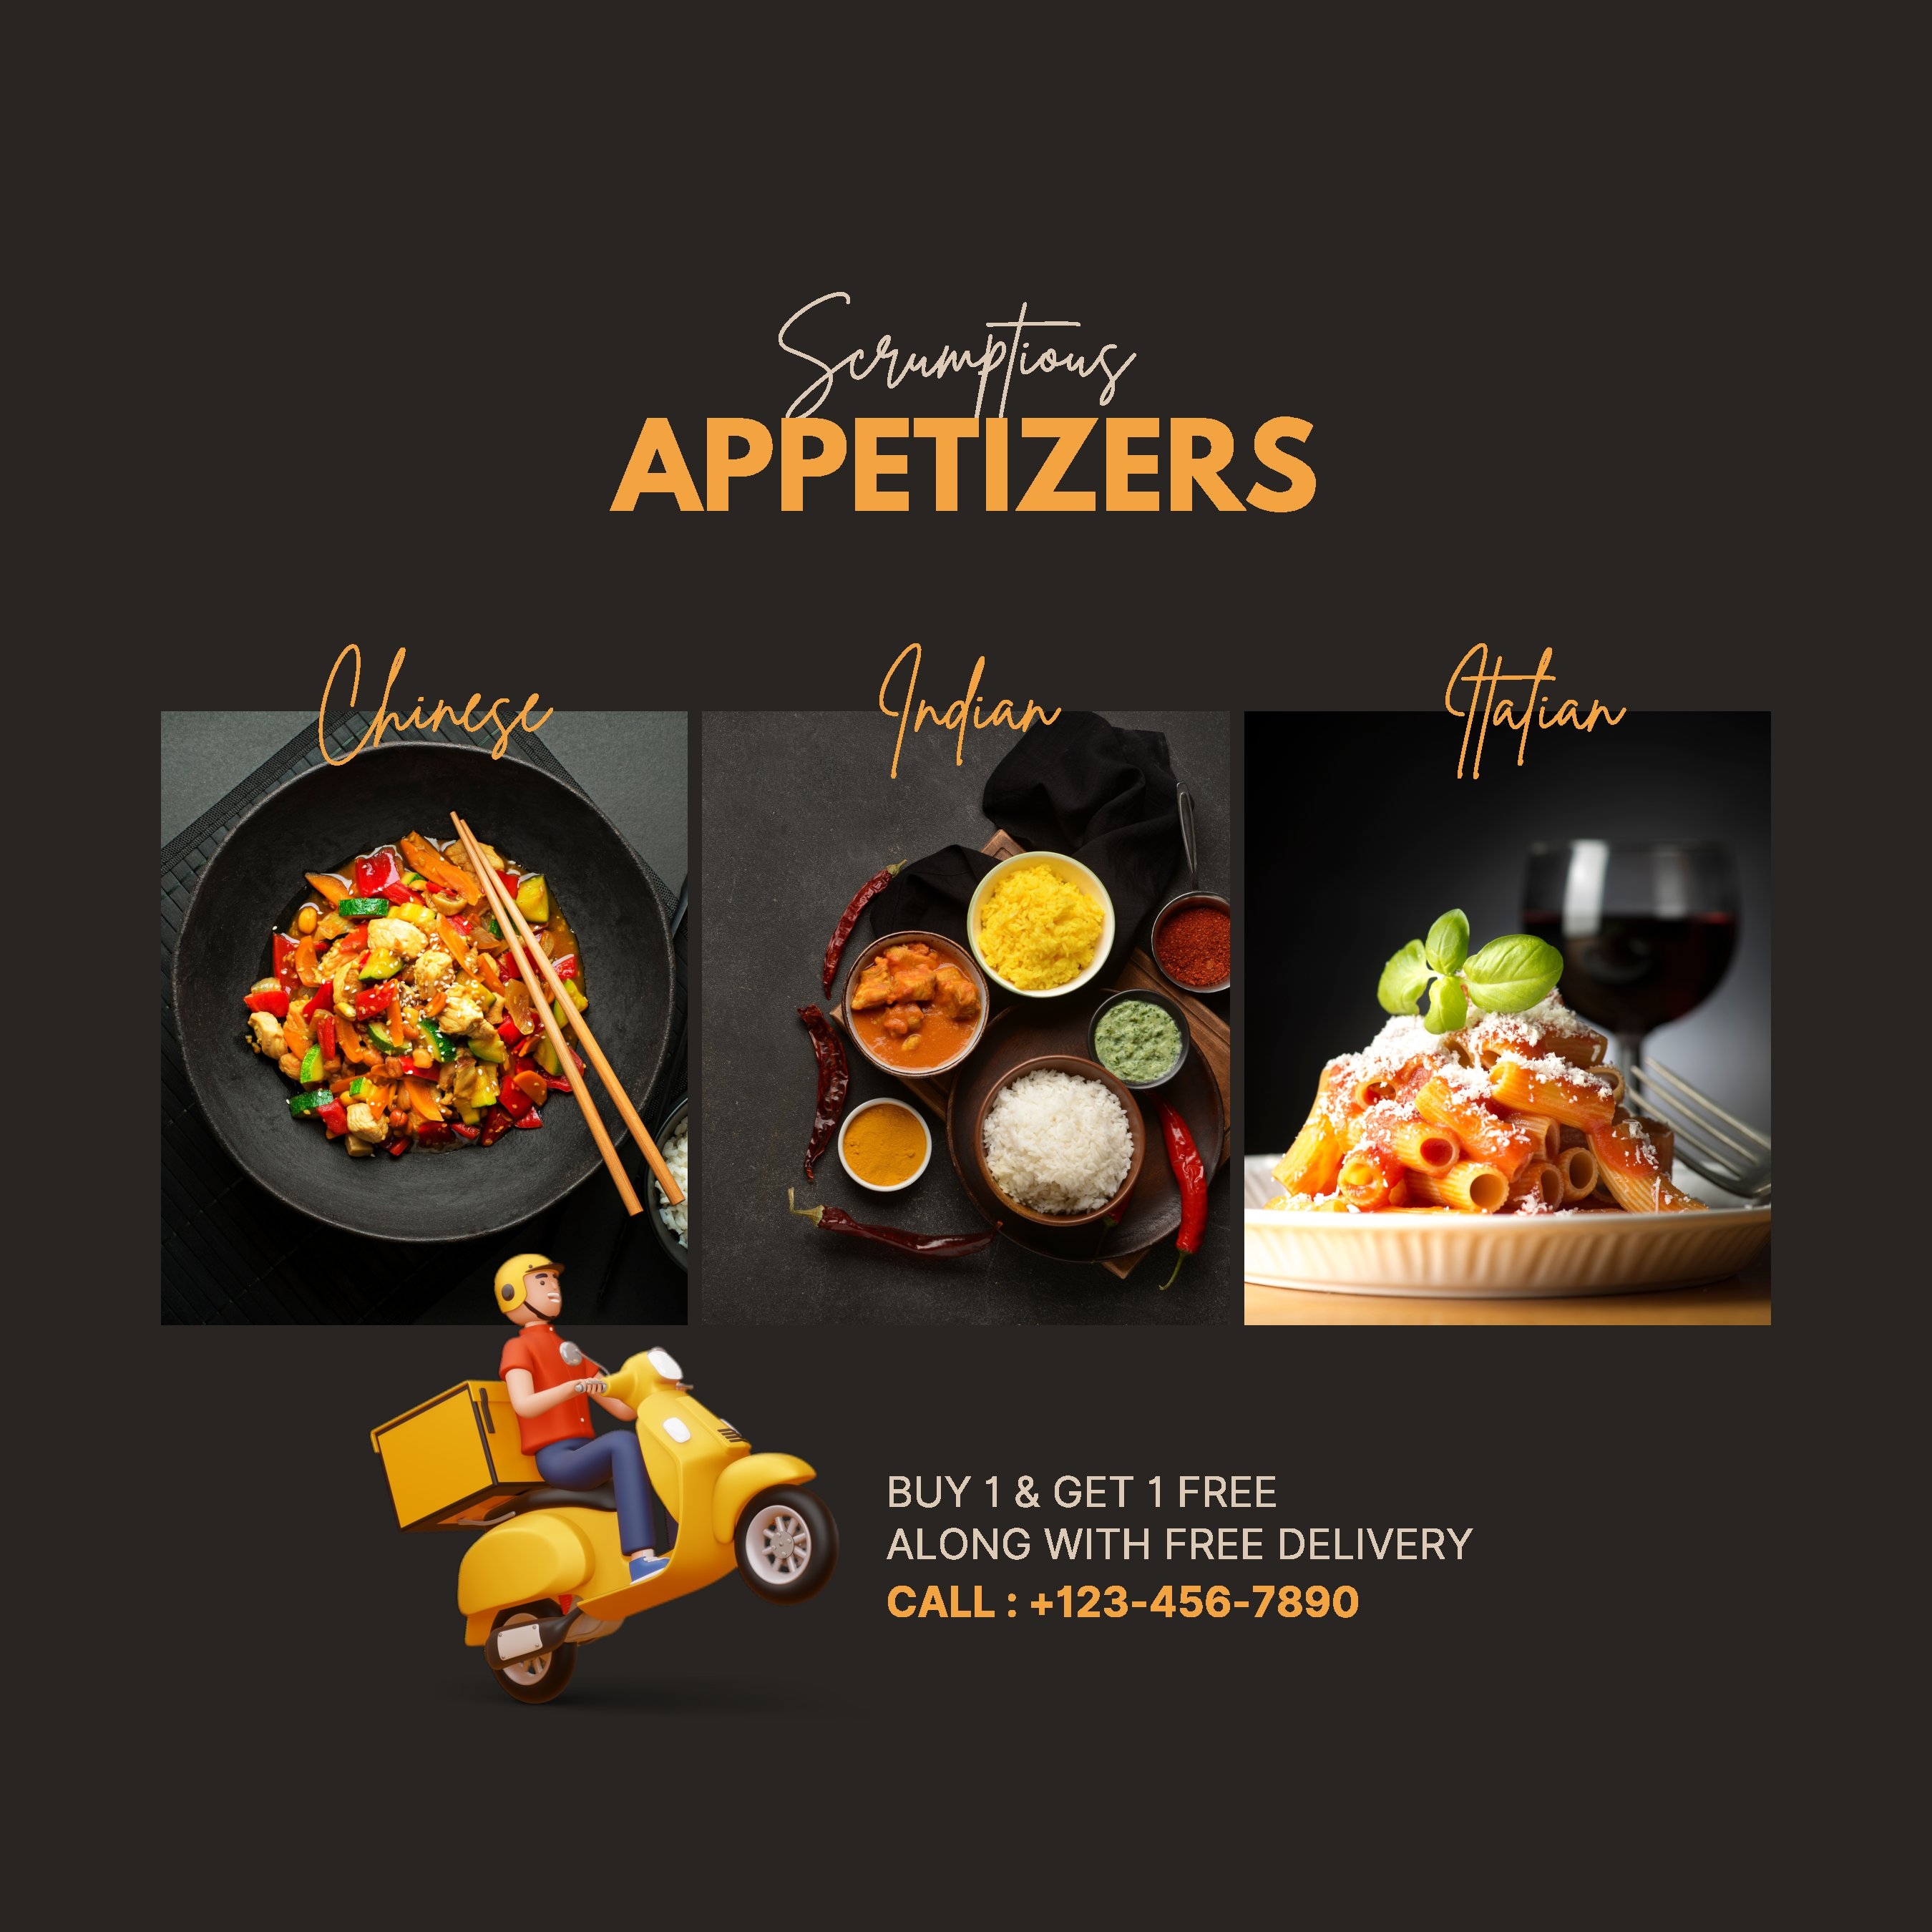 Scrumptious
APPETIZERS
Chinese
Indian
Italian
BUY 1 & GET 1 FREE
ALONG WITH FREE DELIVERY
CALL : +123-456-7890